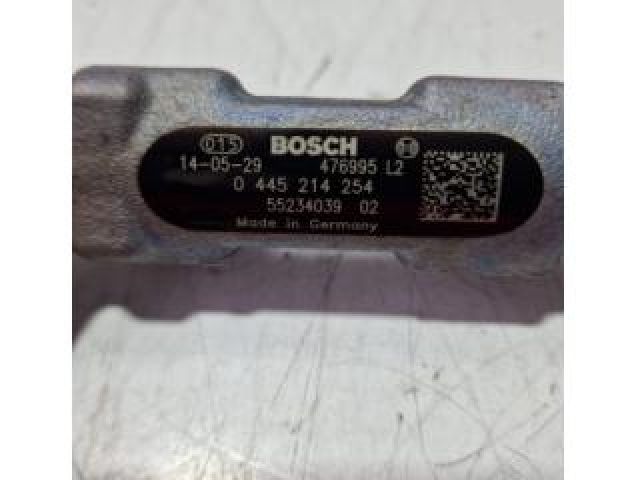 015 BOSCH
14-05-29 476995 L2
0 445 214 254
55234039 02
Made in Germany